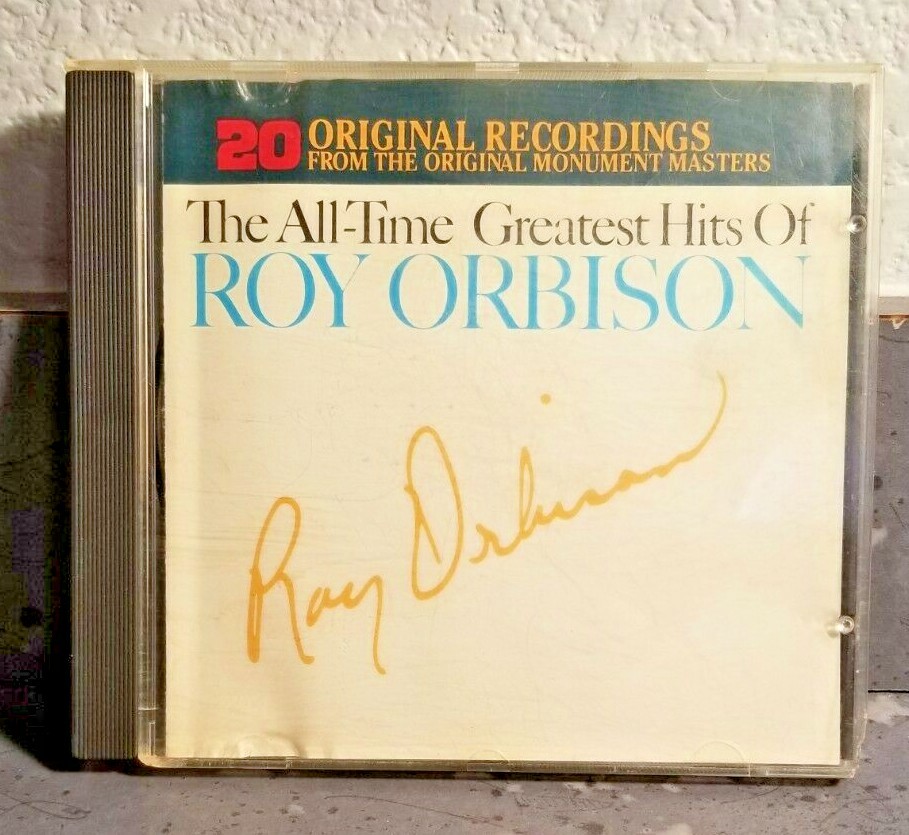 20 ORIGINAL RECORDINGS
FROM THE ORIGINAL MONUMENT MASTERS
The All-Time Greatest Hits Of
ROY ORBISON
Roy Orbison